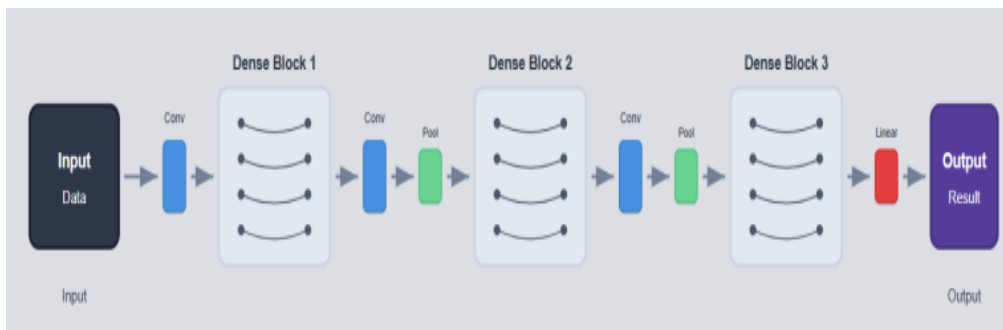 Dense Block 1
Dense Block 2
Dense Block 3
Conv
Conv
Pool
Conv
Pool
Linear
Input
Data
Output
Result
Input
Output